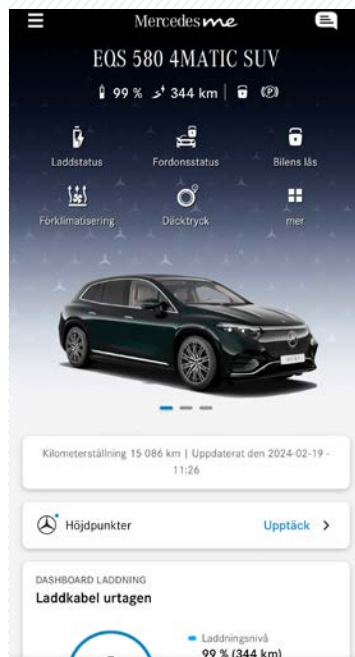 Mercedes me
EQS 580 4MATIC SUV
99 % 344 km
Laddstatus
Fordonsstatus
Bilens lås
Förklimatisering
Däcktryck
mer
Kilometerställning 15 086 km | Uppdaterat den 2024-02-19 -
11:26
Höjdpunkter
Upptäck
DASHBOARD LADDNING
Laddkabel urtagen
Laddningsnivå
99 % (344 km)